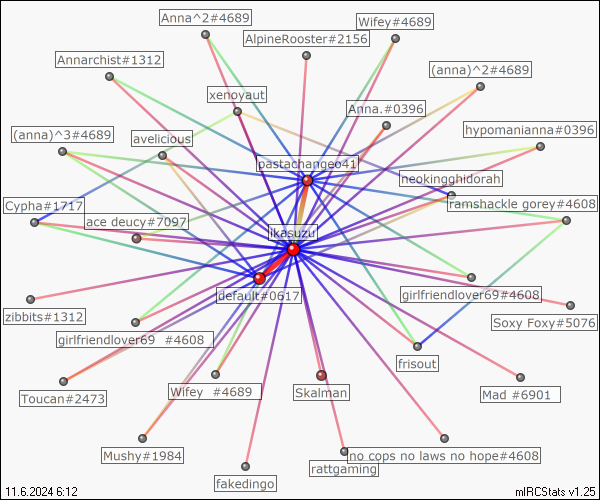 Anna^2#4689
Wifey#4689
AlpineRooster#2156
Annarchist#1312
(anna)^2#4689
xenoyaut
Anna.#0396
(anna)^3#4689
avelicious
hypomanianna#0396
pastachangeo41
neokingghidorah
Cypha#1717
ramshackle gorey#4608
ace deucy#7097
ikasuzu
default#0617
girlfriendlover69#4608
zibbits#1312
Soxy Foxy#5076
girlfriendlover69 #4608
frisout
Toucan#2473
Wifey #4689
Skalman
Mad #6901
Mushy#1984
no cops no laws no hope#4608
rattgaming
fakedingo
11.6.2024 6:12
mIRCStats v1.25